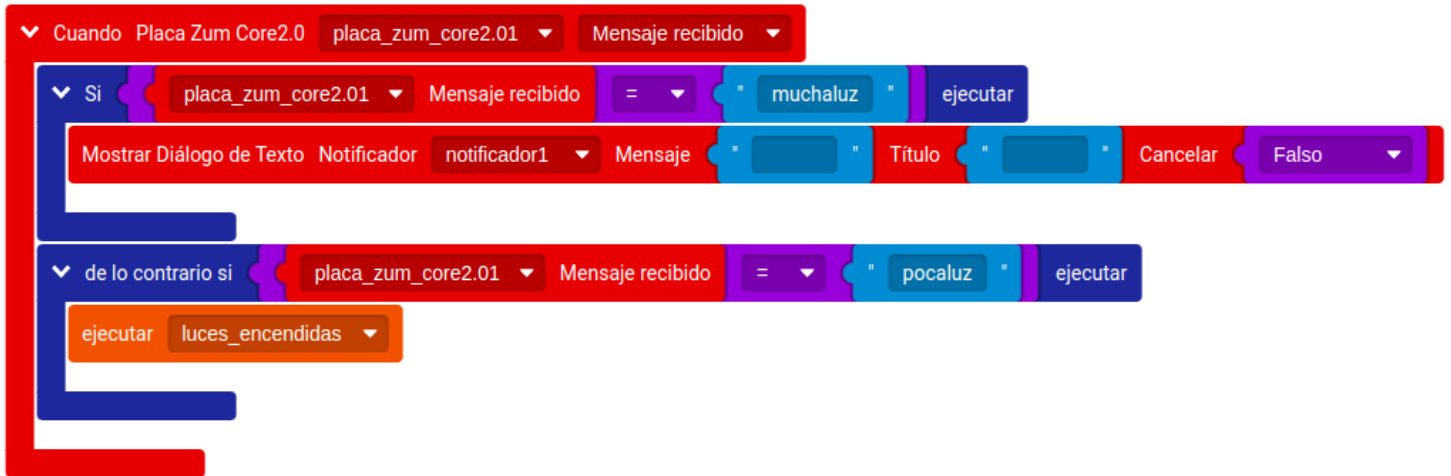 Cuando Placa Zum Core2.0 placa_zum_core2.01 Mensaje recibido
Si placa_zum_core2.01 Mensaje recibido = " muchaluz " ejecutar
Mostrar Diálogo de Texto Notificador notificador1 Mensaje " " Título " " Cancelar Falso
de lo contrario si placa_zum_core2.01 Mensaje recibido = " pocaluz " ejecutar
ejecutar luces_encendidas